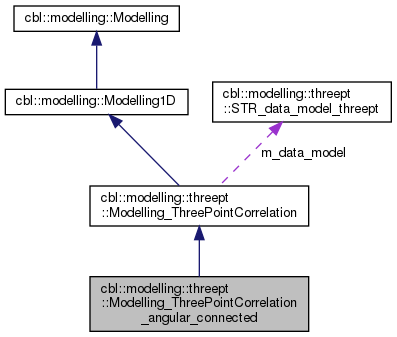 cbl::modelling::Modelling
cbl::modelling::Modelling1D
cbl::modelling::threept
::STR_data_model_threept
m_data_model
cbl::modelling::threept
::Modelling_ThreePointCorrelation
cbl::modelling::threept
::Modelling_ThreePointCorrelation
_angular_connected